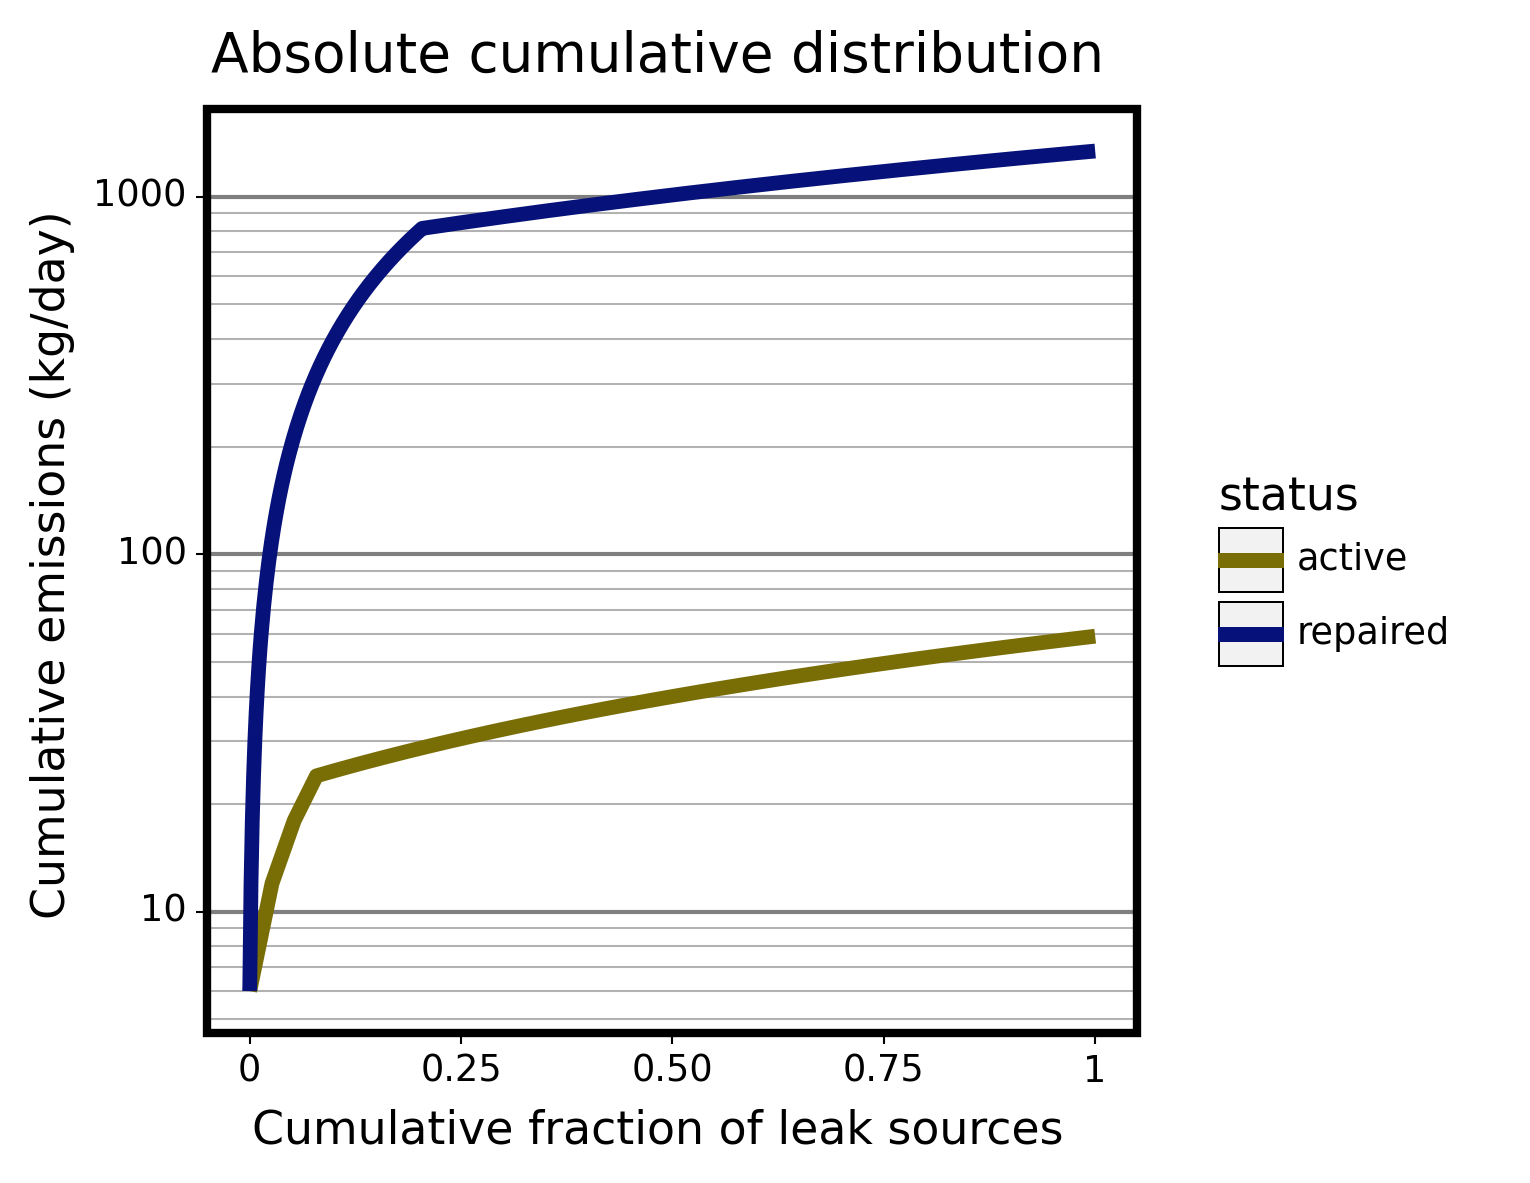 Absolute cumulative distribution
Cumulative emissions (kg/day)
1000
100
10
0
0.25
0.50
0.75
1
Cumulative fraction of leak sources
status
active
repaired